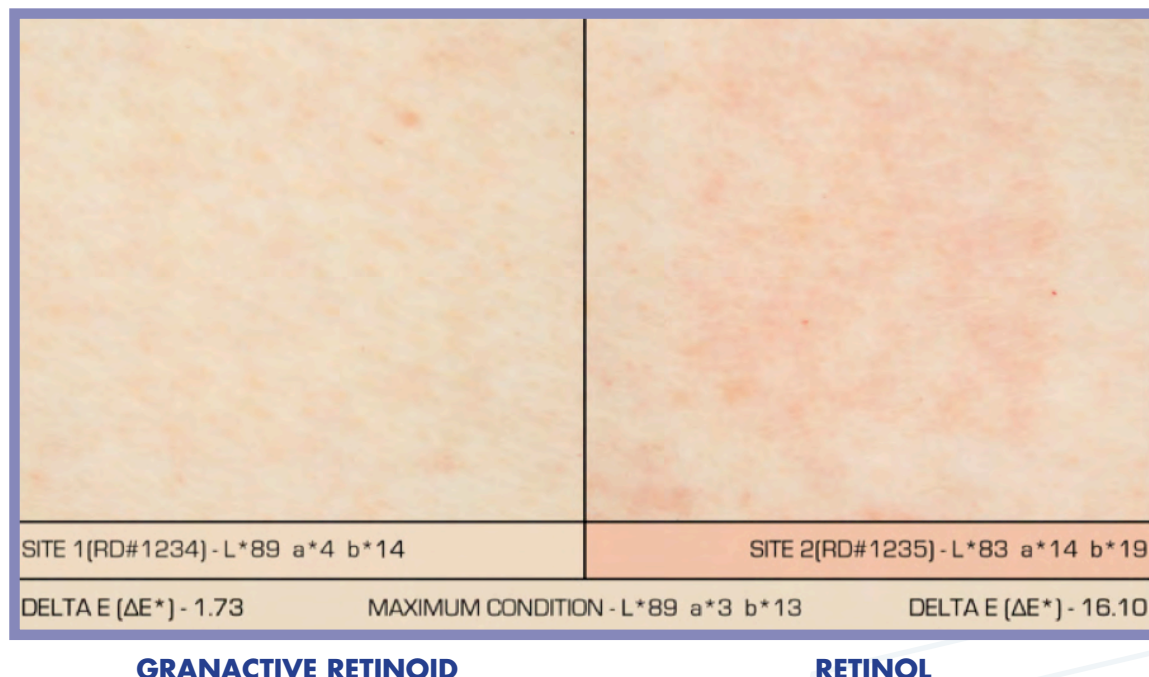 SITE 1(RD#1234) - L*89 a*4 b*14
SITE 2(RD#1235) - L*83 a*14 b*19
DELTA E (ΔE*) - 1.73
MAXIMUM CONDITION - L*89 a*3 b*13
DELTA E (ΔE*) - 16.10
GRANACTIVE RETINOID
RETINOL